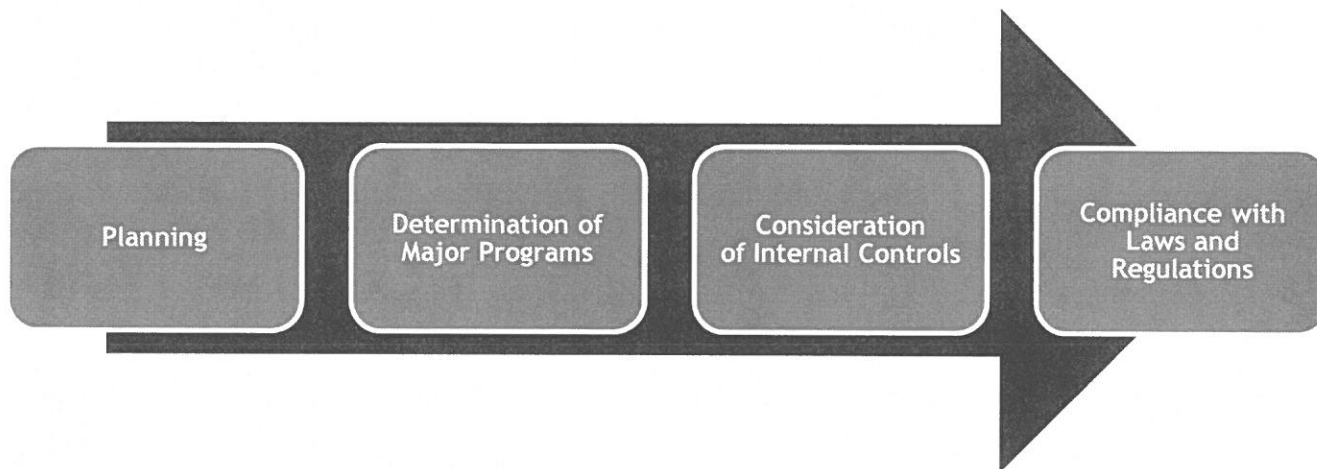 Planning
Determination of
Major Programs
Consideration
of Internal Controls
Compliance with
Laws and
Regulations